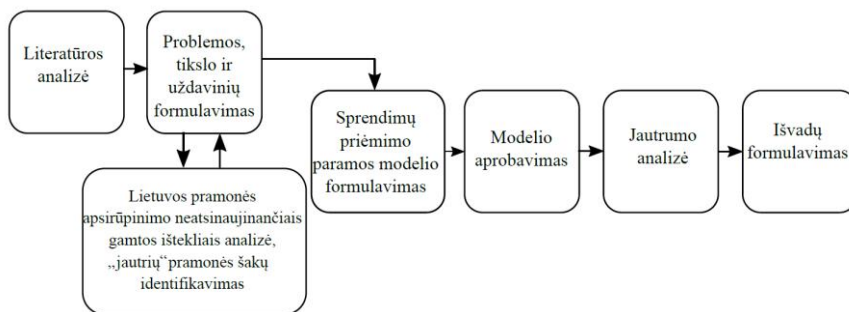 Literatūros
analizė
Problemos,
tikslo ir
uždavinių
formulavimas
Lietuvos pramonės
apsirūpinimo neatsinaujinančiais
gamtos ištekliais analizė,
„jautrių“pramonės šakų
identifikavimas
Sprendimų
priėmimo
paramos modelio
formulavimas
Modelio
aprobavimas
Jautrumo
analizė
Išvadų
formulavimas